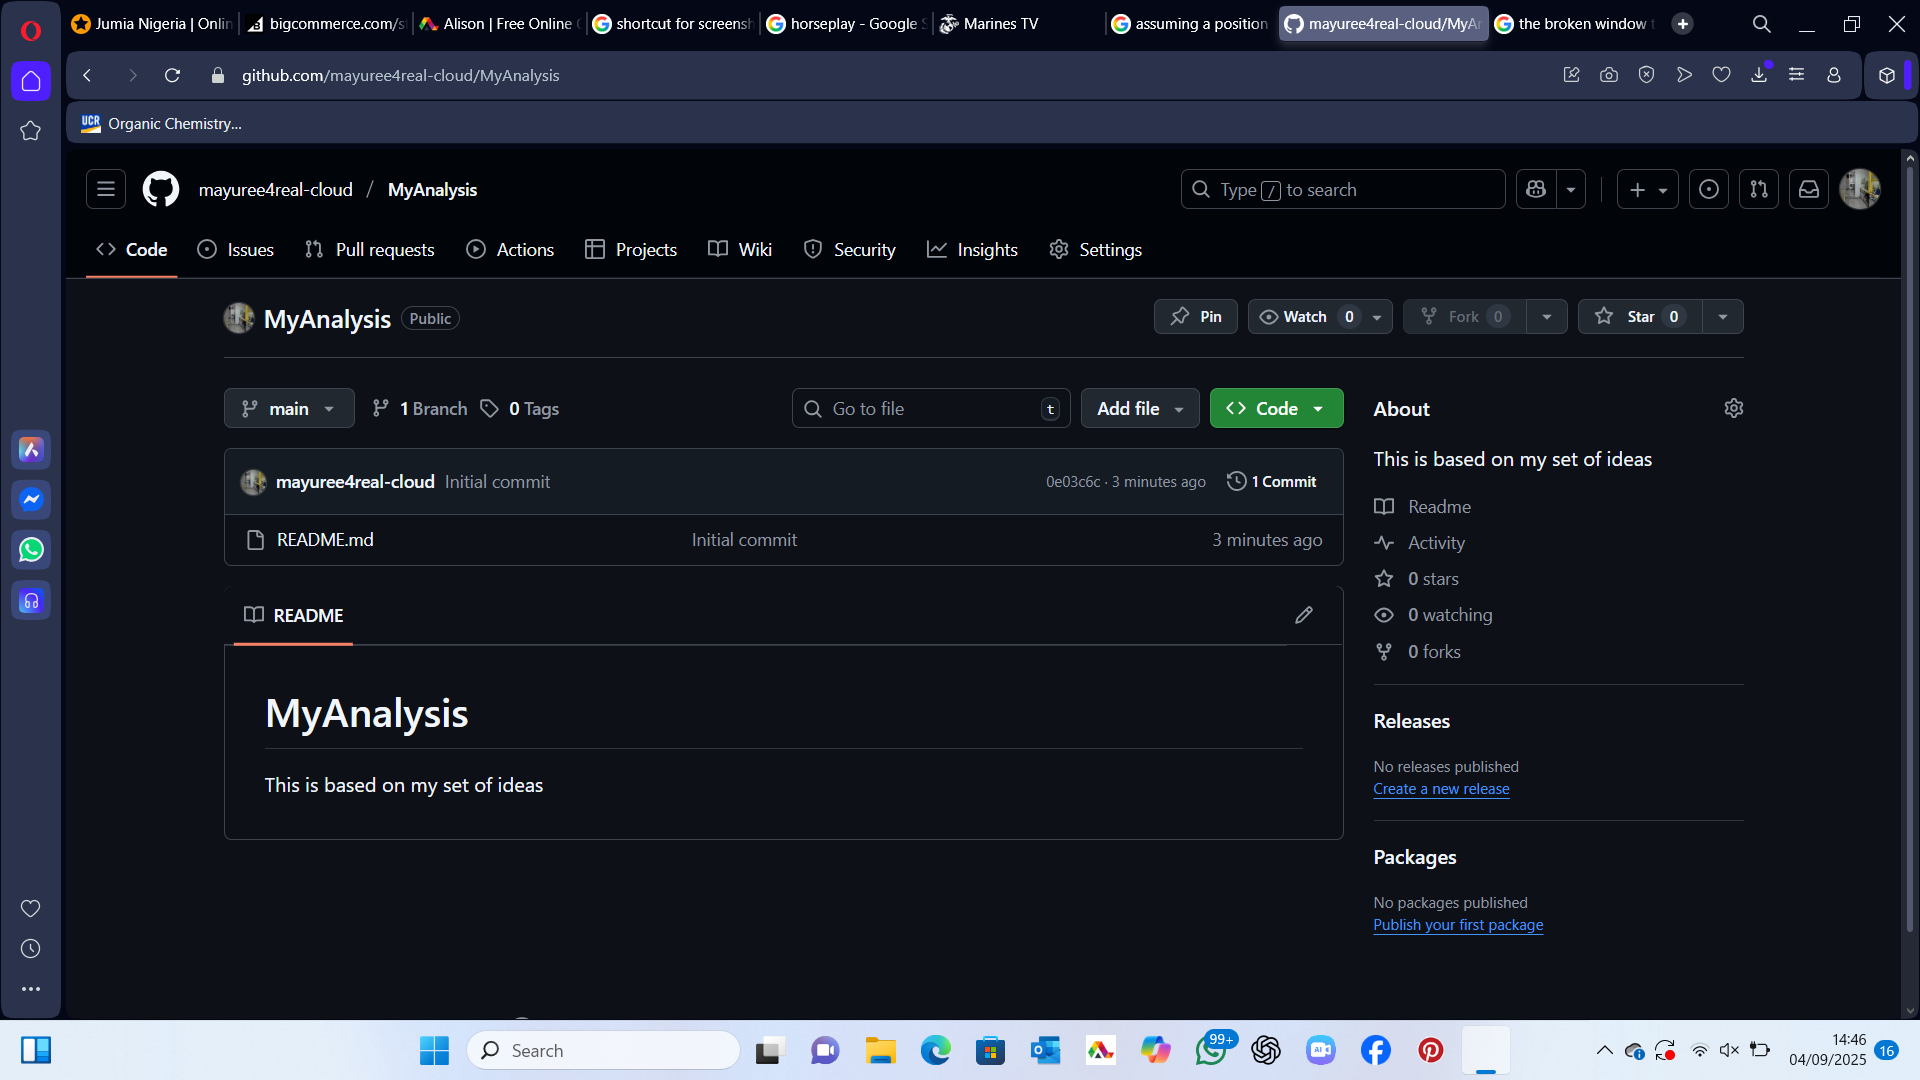 Jumia Nigeria | Onlin
bigcommerce.com/s
Alison | Free Online
shortcut for screensh
horseplay - Google S
Marines TV
assuming a position
mayuree4real-cloud/MyAn
the broken window t
github.com/mayuree4real-cloud/MyAnalysis
UCR Organic Chemistry...
mayuree4real-cloud / MyAnalysis
Type / to search
Code
Issues
Pull requests
Actions
Projects
Wiki
Security
Insights
Settings
MyAnalysis Public
Pin
Watch 0
Fork 0
Star 0
main
1 Branch
0 Tags
Go to file t
Add file
Code
About
This is based on my set of ideas
mayuree4real-cloud Initial commit
0e03c6c · 3 minutes ago
1 Commit
README.md Initial commit 3 minutes ago
Readme
Activity
0 stars
0 watching
0 forks
README
MyAnalysis
This is based on my set of ideas
Releases
No releases published
Create a new release
Packages
No packages published
Publish your first package
Search
99+
AI
14:46
04/09/2025
16